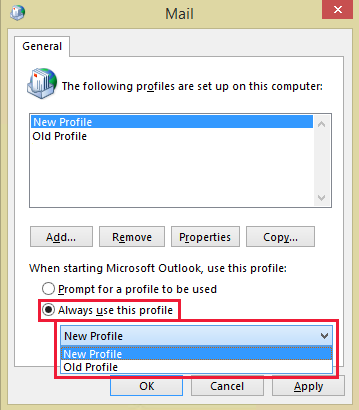 Mail
General
The following profiles are set up on this computer:
New Profile
Old Profile
Add... Remove Properties Copy...
When starting Microsoft Outlook, use this profile:
Prompt for a profile to be used
Always use this profile
New Profile
New Profile
Old Profile
OK Cancel Apply